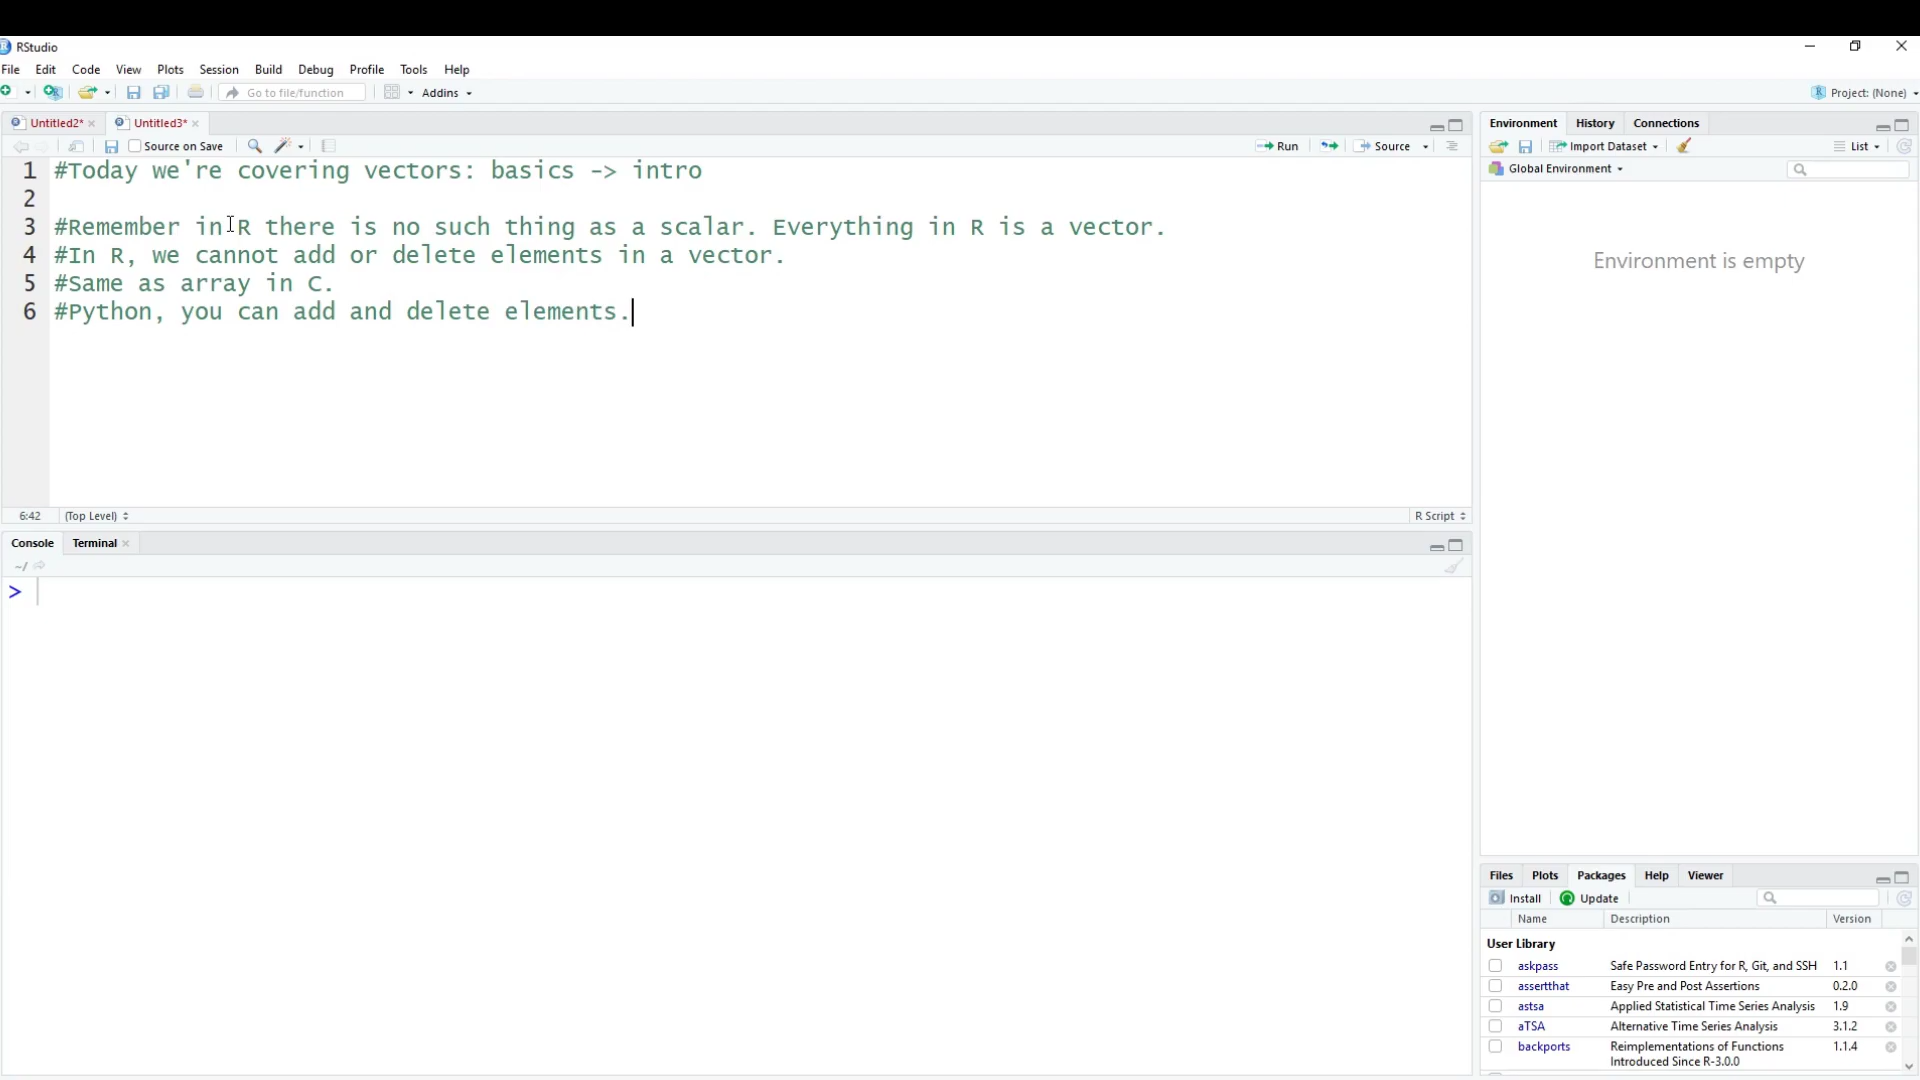 RStudio
File Edit Code View Plots Session Build Debug Profile Tools Help
Go to file/function Addins Project: (None)
Untitled2* Untitled3*
Source on Save Run Source
1 #Today we're covering vectors: basics -> intro
2
3 #Remember in R there is no such thing as a scalar. Everything in R is a vector.
4 #In R, we cannot add or delete elements in a vector.
5 #Same as array in C.
6 #Python, you can add and delete elements.
6:42 (Top Level) R Script
Console Terminal
~/
>
Environment History Connections
Import Dataset List
Global Environment
Environment is empty
Files Plots Packages Help Viewer
Install Update
Name Description Version
User Library
askpass Safe Password Entry for R, Git, and SSH 1.1
assertthat Easy Pre and Post Assertions 0.2.0
astsa Applied Statistical Time Series Analysis 1.9
aTSA Alternative Time Series Analysis 3.1.2
backports Reimplementations of Functions 1.1.4
Introduced Since R-3.0.0